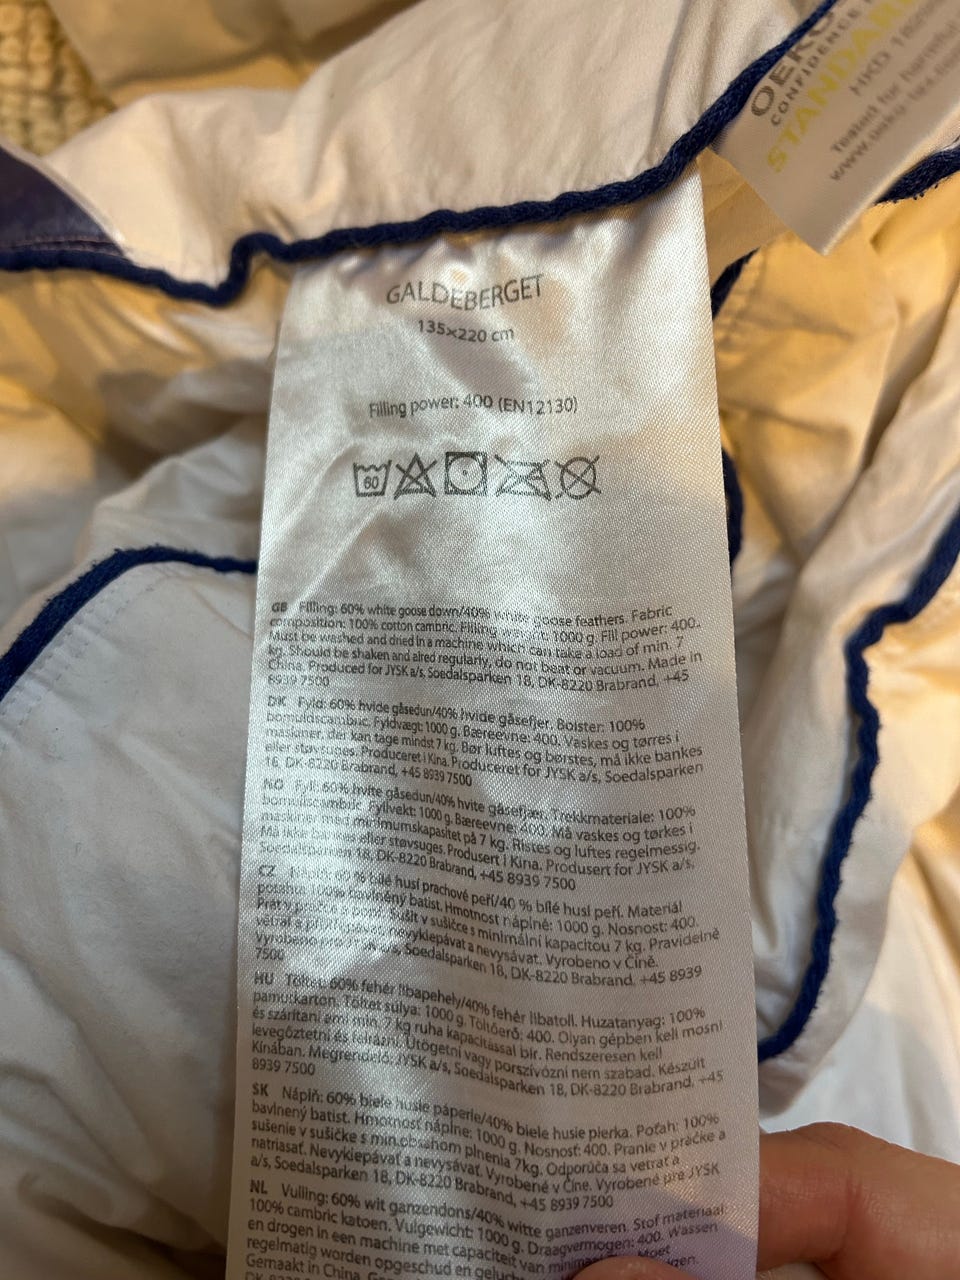 CONFIDENCE
STANDARD
Tested for harmful
GALDEBERGET
135x220 cm
Filling power: 400 (EN12130)
60
GB Filling: 60% white goose down/40% white goose feathers. Fabric
composition: 100% cotton cambric. Filling weight: 1000 g. Fill power: 400.
Must be washed and dried in a machine which can take a load of min. 7
kg. Should be shaken and aired regularly, do not beat or vacuum. Made in
China. Produced for JYSK a/s, Soedalsparken 18, DK-8220 Brabrand, +45
8939 7500
DK Fyld: 60% hvide gåsedun/40% hvide gåsefjer. Bolster: 100%
bomuldscambric. Fyldvægt: 1000 g. Bæreevne: 400. Vaskes og tørres i
maskiner, der kan tage mindst 7 kg. Bør luftes og børstes, må ikke bankes
eller støvsuges. Produceret i Kina. Produceret for JYSK a/s, Soedalsparken
18, DK-8220 Brabrand, +45 8939 7500
NO Fyll: 60% hvite gåsedun/40% hvite gåsefjær. Trekkmateriale: 100%
bomullscambric. Fyllvekt: 1000 g. Bæreevne: 400. Må vaskes og tørkes i
maskiner med minimumskapasitet på 7 kg. Ristes og luftes regelmessig.
Må ikke bankes eller støvsuges. Produsert i Kina. Produsert for JYSK a/s,
Soedalsparken 18, DK-8220 Brabrand, +45 8939 7500
CZ Náplň: 60 % bílé husí prachové peří/40 % bílé husí peří. Materiál
potahu: 100% bavlněný batist. Hmotnost náplně: 1000 g. Nosnost: 400.
Prát v pračce a Sušit v sušičce s minimální kapacitou 7 kg. Pravidelně
větrat a nevyklepávat a nevysávat. Vyrobeno v Číně.
Vyrobeno pro Soedalsparken 18, DK-8220 Brabrand, +45 8939
7500
HU Töltet: 60% fehér libapehely/40% fehér libatoll. Huzatanyag: 100%
pamutkarton. Töltet súlya: 1000 g. Töltőerő: 400. Olyan gépben kell mosni
és szárítani ami min. 7 kg ruha kapacitással bír. Rendszeresen kell
levegőztetni és felrázni. Ütögetni vagy porszívózni nem szabad. Készült
Kínában. Megrendelő: JYSK a/s, Soedalsparken 18, DK-8220 Brabrand, +45
8939 7500
SK Náplň: 60% biele husie páperie/40% biele husie pierka. Poťah: 100%
bavlnený batist. Hmotnosť náplne: 1000 g. Nosnosť: 400. Pranie v práčke a
sušenie v sušičke s min.obsahom plnenia 7kg. Odporúča sa vetrať a
natriasať. Nevyklepávať a nevysávať. Vyrobené v Číne. Vyrobené pre JYSK
a/s, Soedalsparken 18, DK-8220 Brabrand, +45 8939 7500
NL Vulling: 60% wit ganzendons/40% witte ganzenveren. Stof materiaal:
100% cambric katoen. Vulgewicht: 1000 g. Draagvermogen: 400. Wassen
en drogen in een machine met capaciteit van Moet
regelmatig worden opgeschud en
Gemaakt in China.